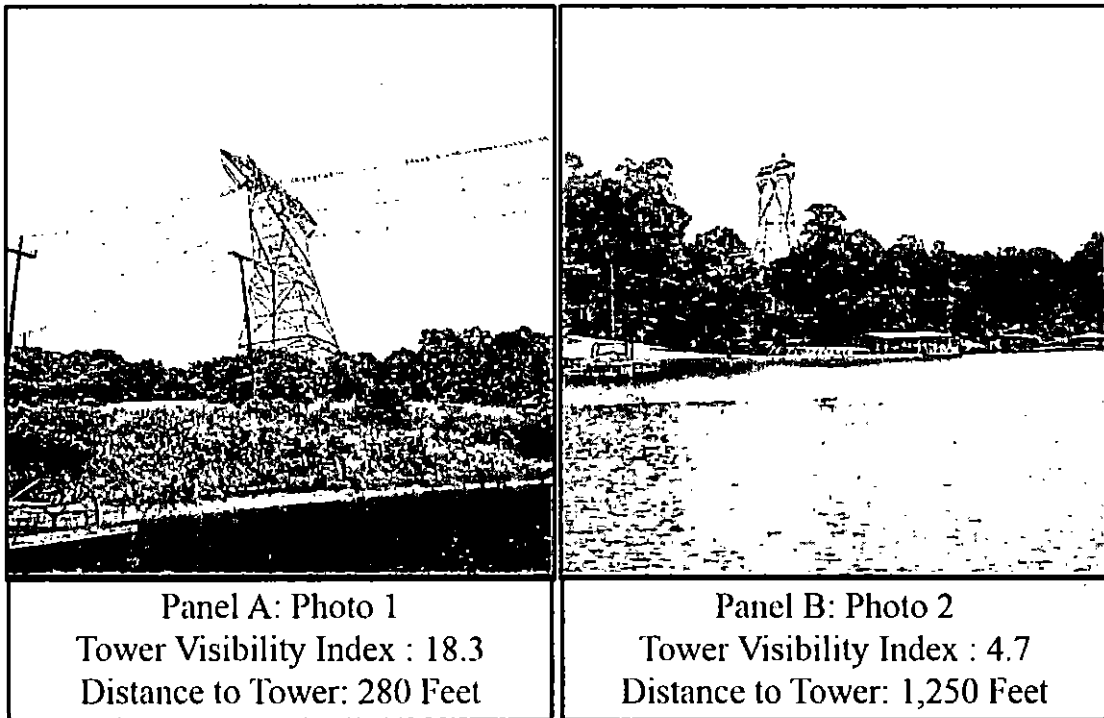 Panel A: Photo 1
Tower Visibility Index : 18.3
Distance to Tower: 280 Feet
Panel B: Photo 2
Tower Visibility Index : 4.7
Distance to Tower: 1,250 Feet